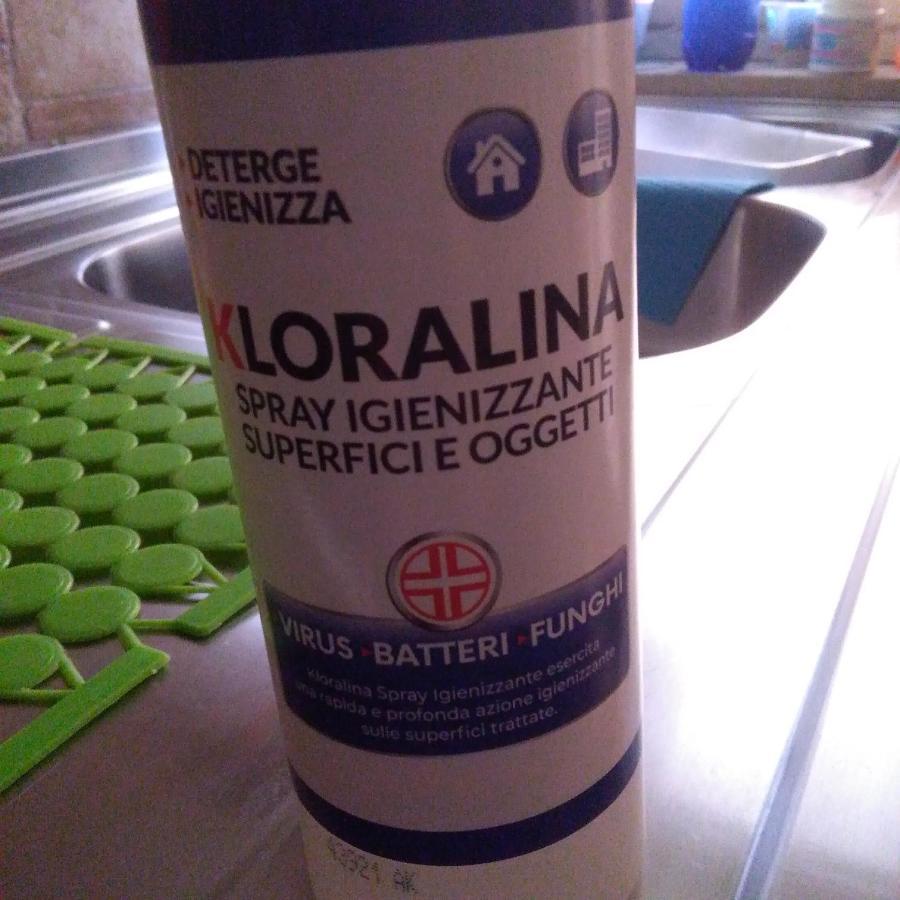 DETERGE
IGIENIZZA
KLORALINA
SPRAY IGIENIZZANTE
SUPERFICI E OGGETTI
VIRUS BATTERI FUNGHI
Kloralina Spray Igienizzante esercita
una rapida e profonda azione igienizzante
sulle superfici trattate.
AK